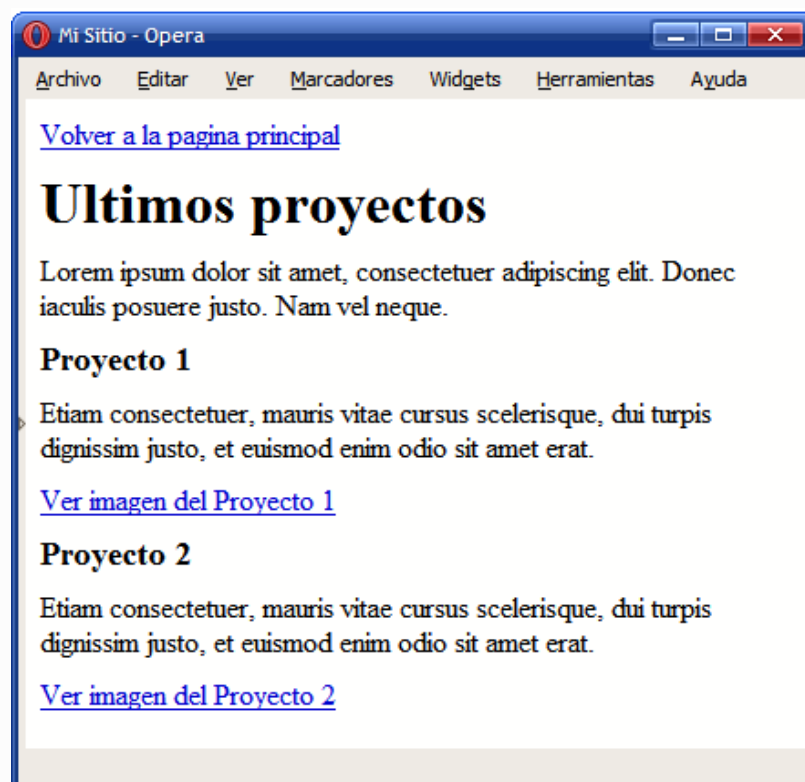 Mi Sitio - Opera
Archivo Editar Ver Marcadores Widgets Herramientas Ayuda
Volver a la pagina principal
Ultimos proyectos
Lorem ipsum dolor sit amet, consectetuer adipiscing elit. Donec
iaculis posuere justo. Nam vel neque.
Proyecto 1
Etiam consectetuer, mauris vitae cursus scelerisque, dui turpis
dignissim justo, et euismod enim odio sit amet erat.
Ver imagen del Proyecto 1
Proyecto 2
Etiam consectetuer, mauris vitae cursus scelerisque, dui turpis
dignissim justo, et euismod enim odio sit amet erat.
Ver imagen del Proyecto 2